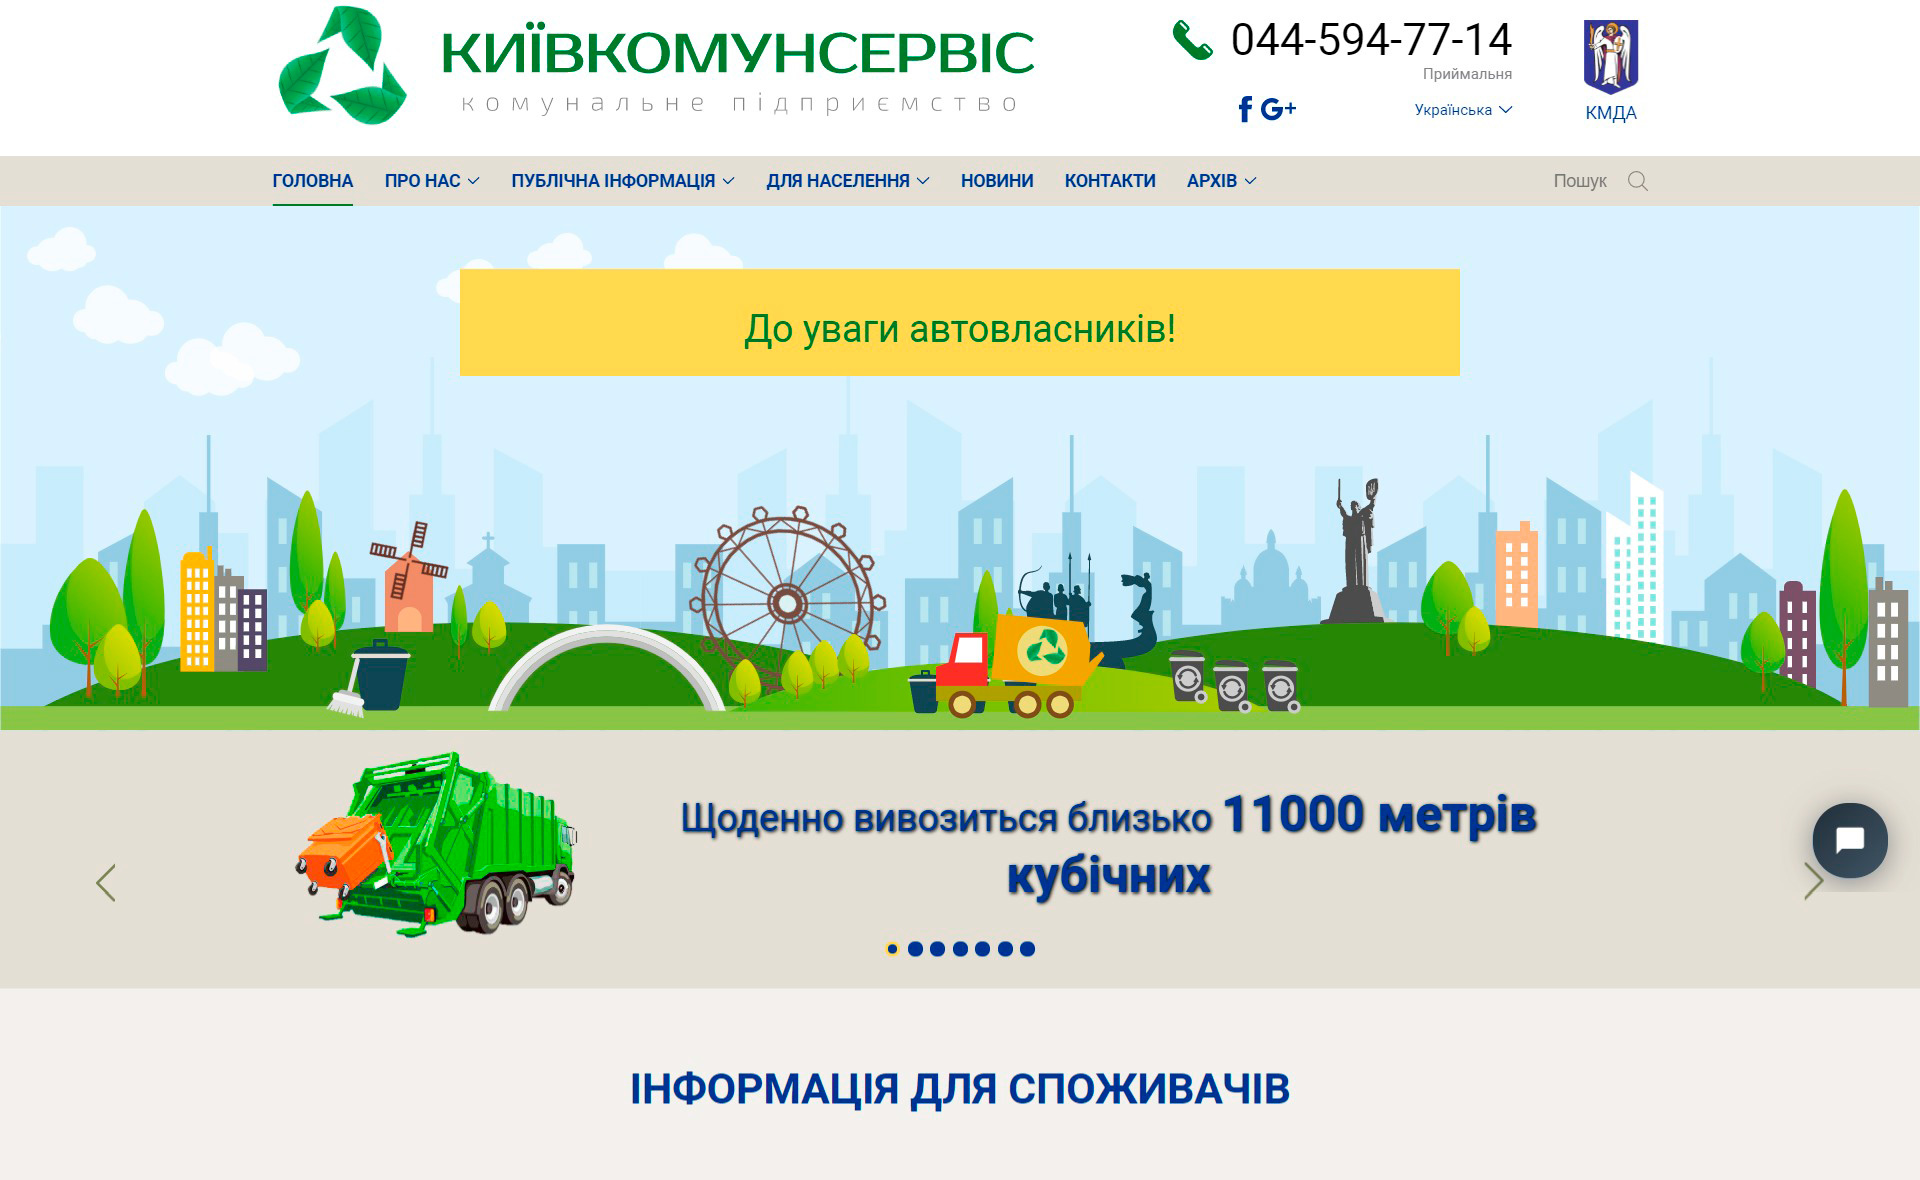 КИЇВКОМУНСЕРВІС
комунальне підприємство
044-594-77-14
Приймальня
Українська
КМДА
ГОЛОВНА ПРО НАС ПУБЛІЧНА ІНФОРМАЦІЯ ДЛЯ НАСЕЛЕННЯ НОВИНИ КОНТАКТИ АРХІВ Пошук
До уваги автовласників!
Щоденно вивозиться близько 11000 метрів
кубічних
ІНФОРМАЦІЯ ДЛЯ СПОЖИВАЧІВ